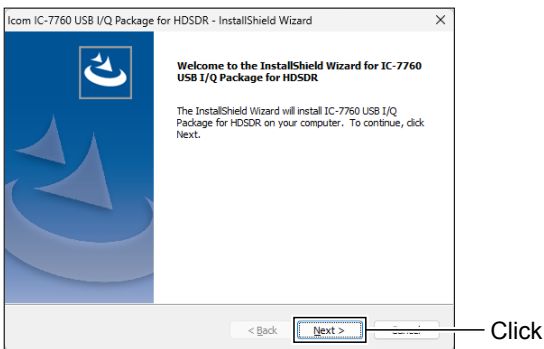 Icom IC-7760 USB I/Q Package for HDSDR - InstallShield Wizard
Welcome to the InstallShield Wizard for IC-7760
USB I/Q Package for HDSDR
The InstallShield Wizard will install IC-7760 USB I/Q
Package for HDSDR on your computer. To continue, click
Next.
< Back Next > Cancel Click